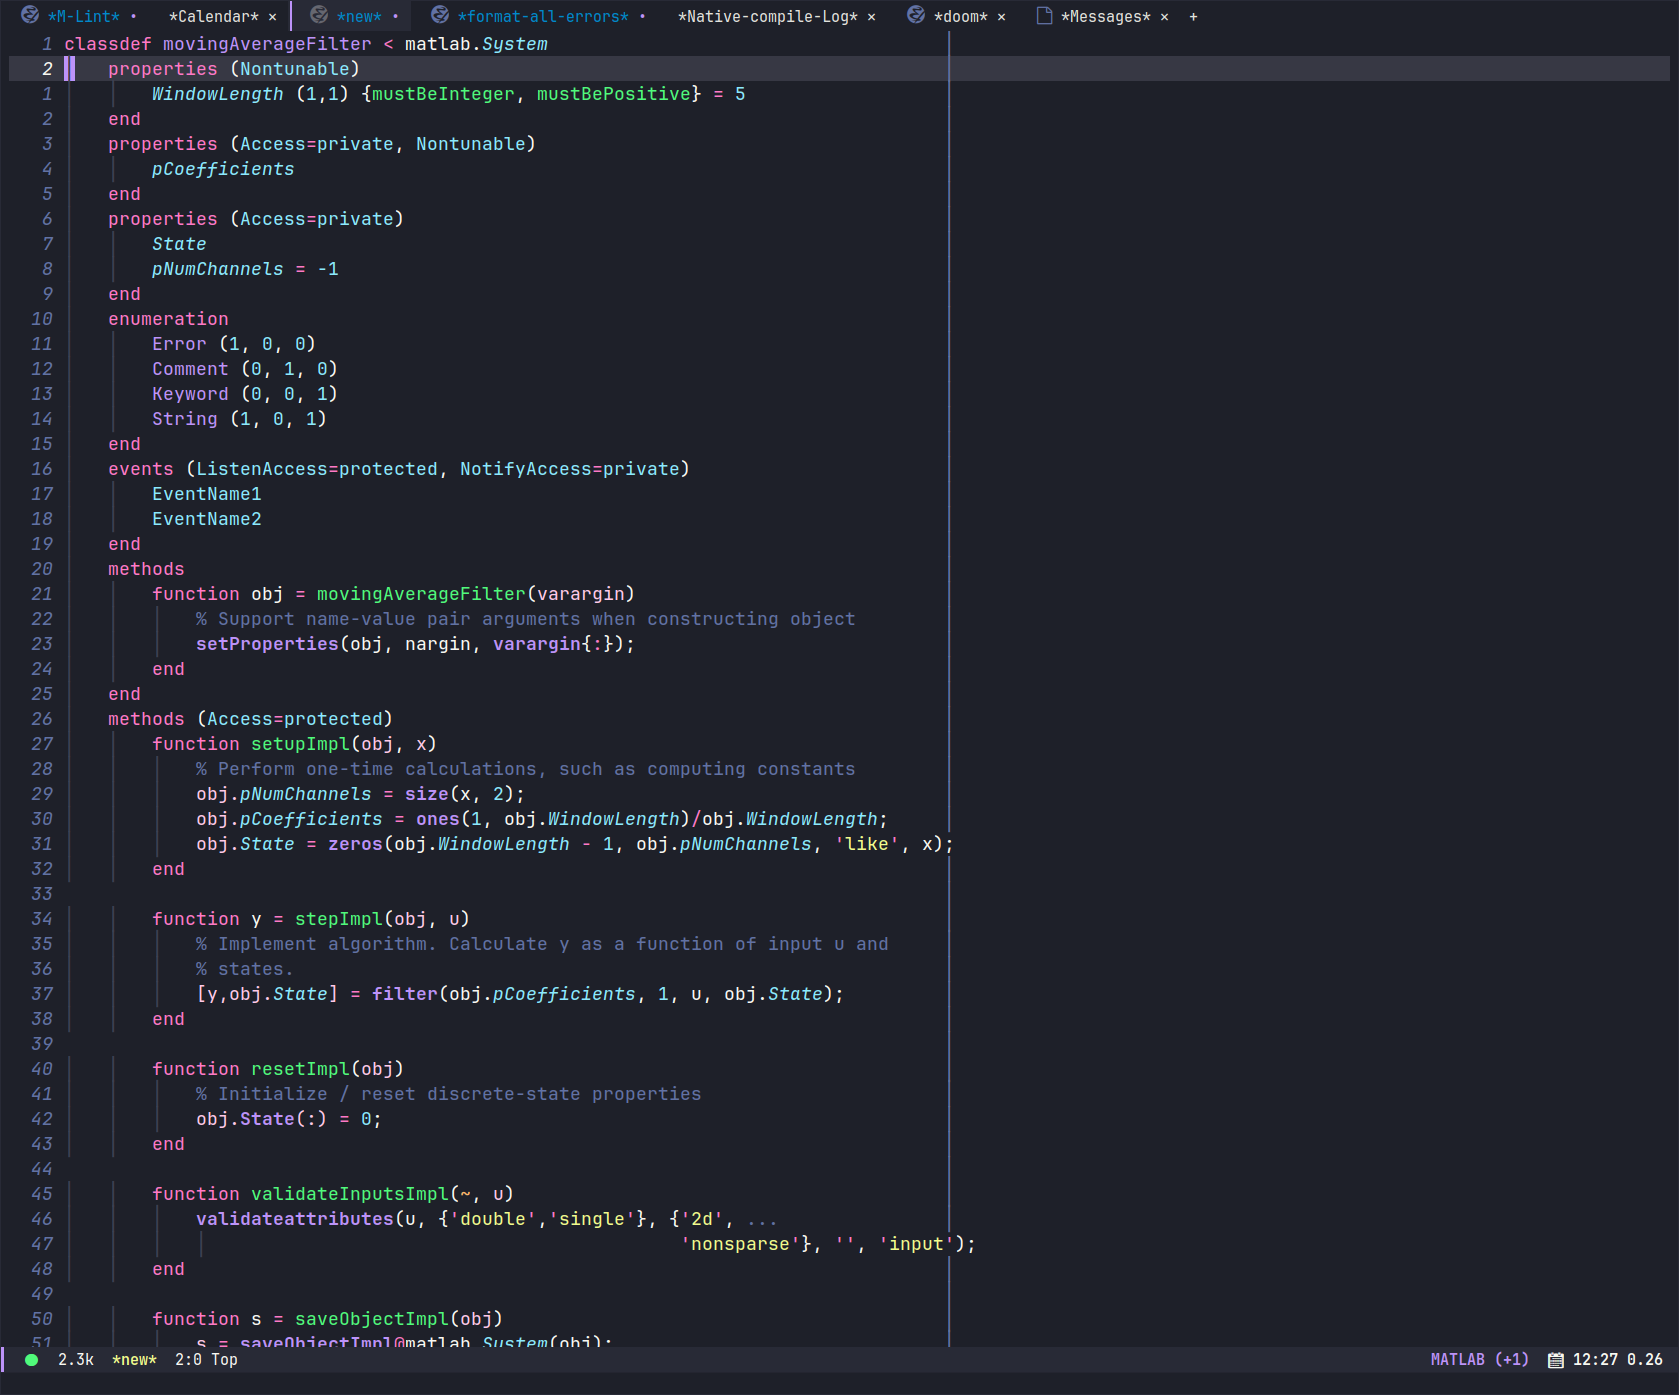 *M-Lint* • *Calendar* × *new* • *format-all-errors* • *Native-compile-Log* × *doom* × *Messages* × +
1 classdef movingAverageFilter < matlab.System
2     properties (Nontunable)
1         WindowLength (1,1) {mustBeInteger, mustBePositive} = 5
2     end
3     properties (Access=private, Nontunable)
4         pCoefficients
5     end
6     properties (Access=private)
7         State
8         pNumChannels = -1
9     end
10     enumeration
11         Error (1, 0, 0)
12         Comment (0, 1, 0)
13         Keyword (0, 0, 1)
14         String (1, 0, 1)
15     end
16     events (ListenAccess=protected, NotifyAccess=private)
17         EventName1
18         EventName2
19     end
20     methods
21         function obj = movingAverageFilter(varargin)
22             % Support name-value pair arguments when constructing object
23             setProperties(obj, nargin, varargin{:});
24         end
25     end
26     methods (Access=protected)
27         function setupImpl(obj, x)
28             % Perform one-time calculations, such as computing constants
29             obj.pNumChannels = size(x, 2);
30             obj.pCoefficients = ones(1, obj.WindowLength)/obj.WindowLength;
31             obj.State = zeros(obj.WindowLength - 1, obj.pNumChannels, 'like', x);
32         end
33
34         function y = stepImpl(obj, u)
35             % Implement algorithm. Calculate y as a function of input u and
36             % states.
37             [y,obj.State] = filter(obj.pCoefficients, 1, u, obj.State);
38         end
39
40         function resetImpl(obj)
41             % Initialize / reset discrete-state properties
42             obj.State(:) = 0;
43         end
44
45         function validateInputsImpl(~, u)
46             validateattributes(u, {'double','single'}, {'2d', ...
47                                                         'nonsparse'}, '', 'input');
48         end
49
50         function s = saveObjectImpl(obj)
51             s = saveObjectImpl@matlab.System(obj);
2.3k *new* 2:0 Top MATLAB (+1) 12:27 0.26